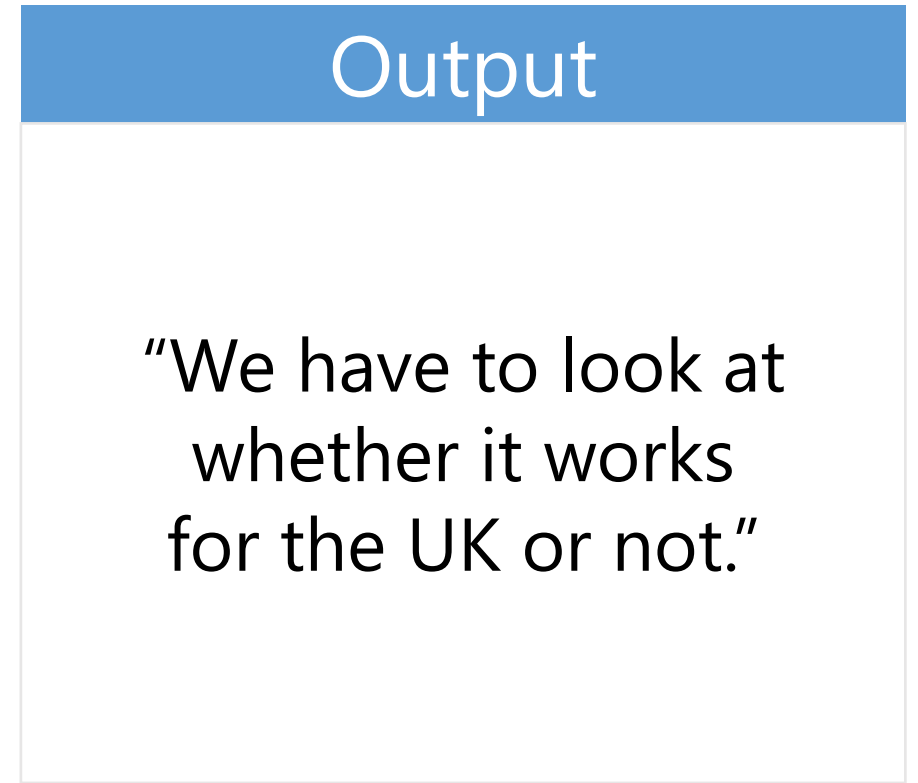 Output
“We have to look at
whether it works
for the UK or not.”